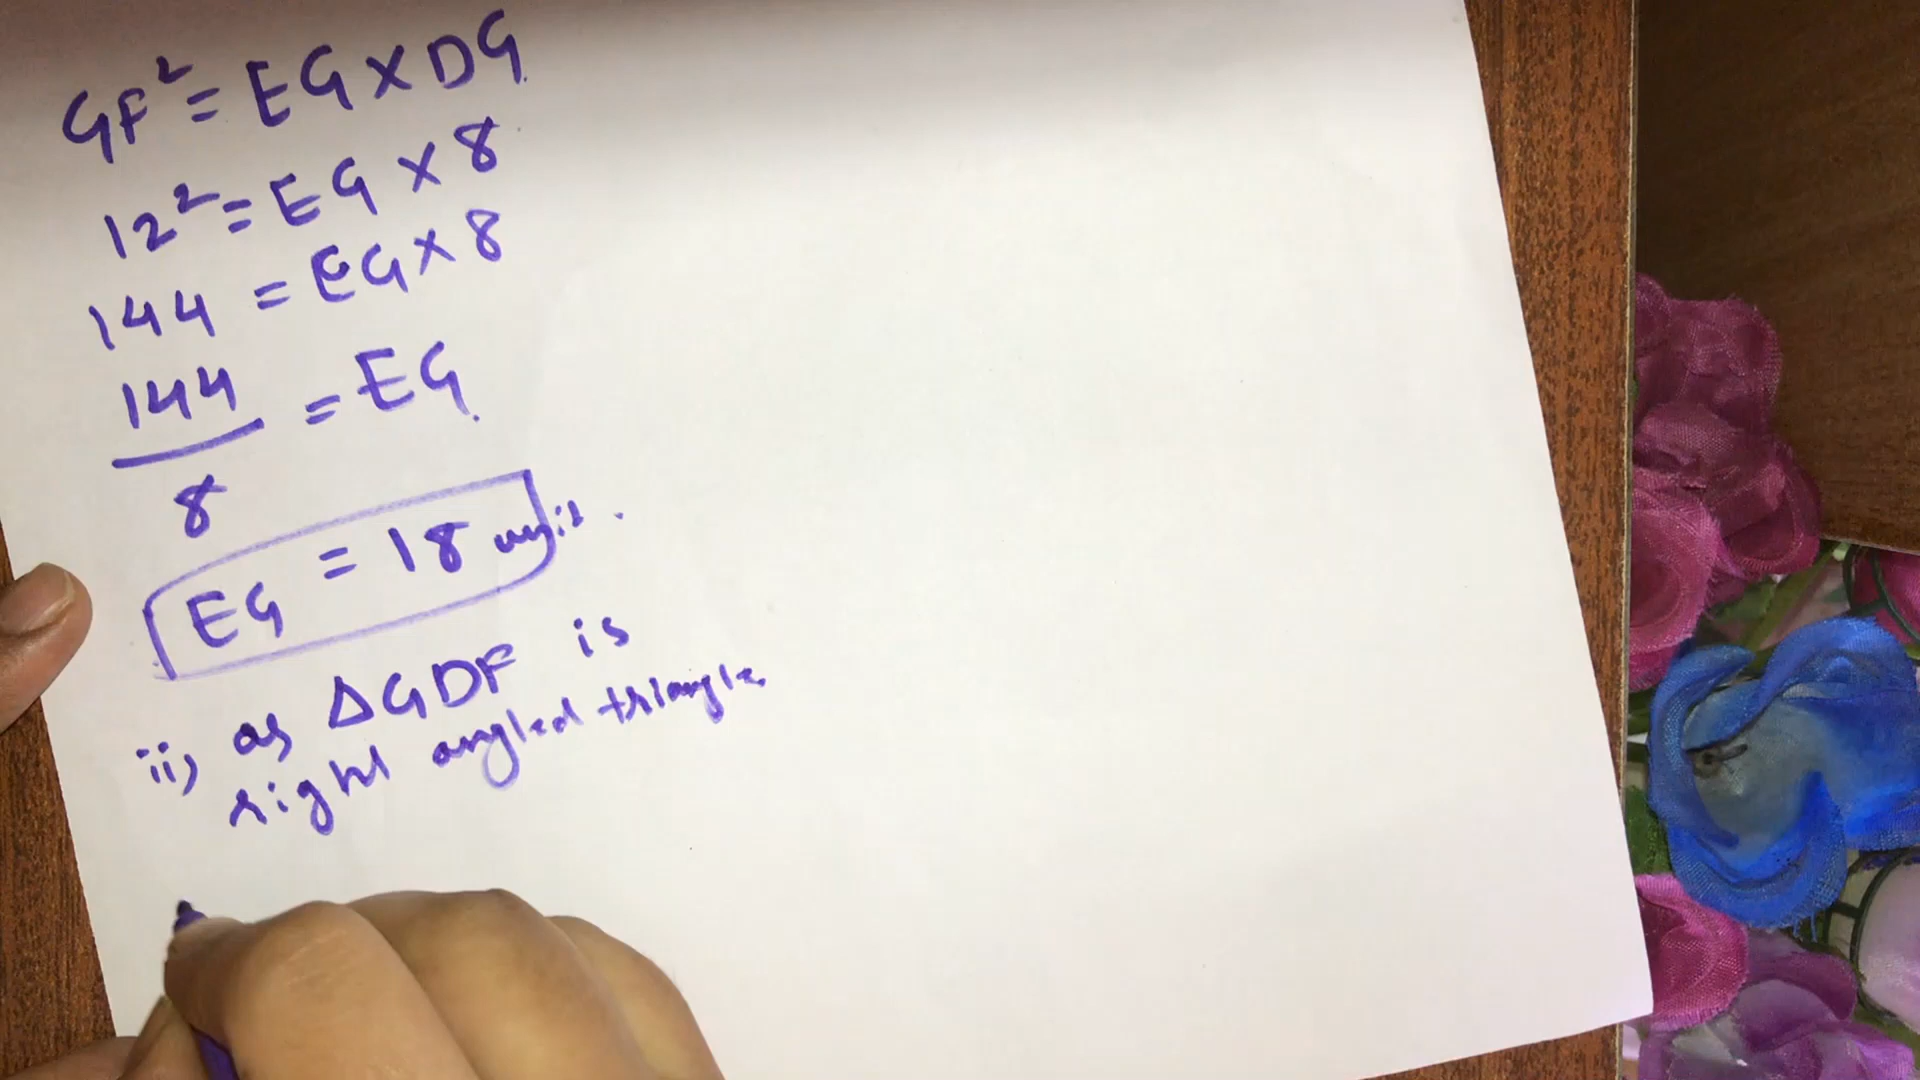 GF² = EG × DG
12² = EG × 8
144 = EG × 8
144/8 = EG
EG = 18 unit.
ii) as ΔGDF is
right angled triangle